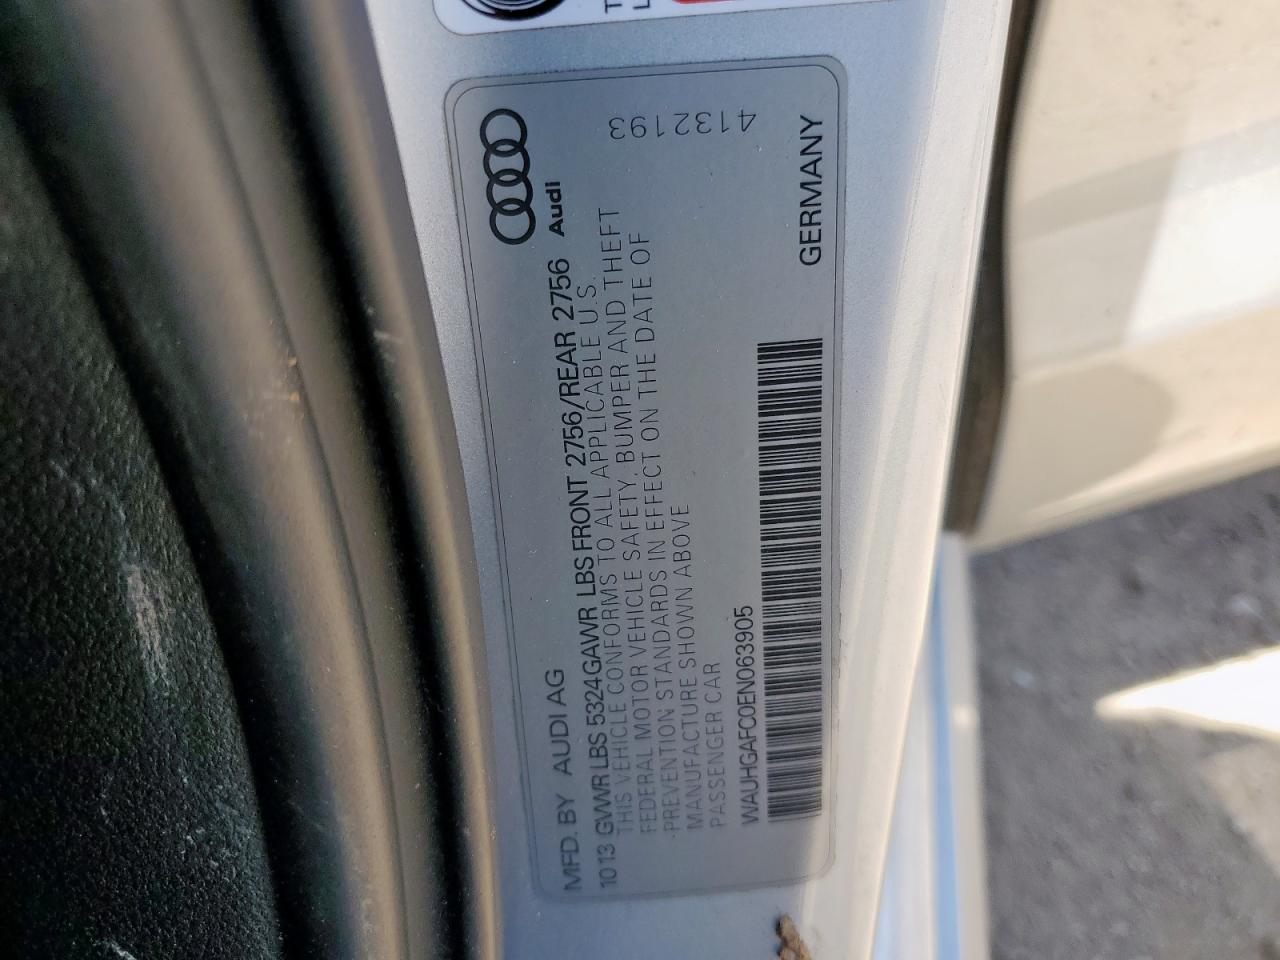 MFD. BY AUDI AG
10 13 GVWR LBS 5324 GAWR LBS FRONT 2756/REAR 2756
THIS VEHICLE CONFORMS TO ALL APPLICABLE U.S.
FEDERAL MOTOR VEHICLE SAFETY, BUMPER AND THEFT
PREVENTION STANDARDS IN EFFECT ON THE DATE OF
MANUFACTURE SHOWN ABOVE
PASSENGER CAR
WAUHGAFC0EN063905
Audi
4132193
GERMANY